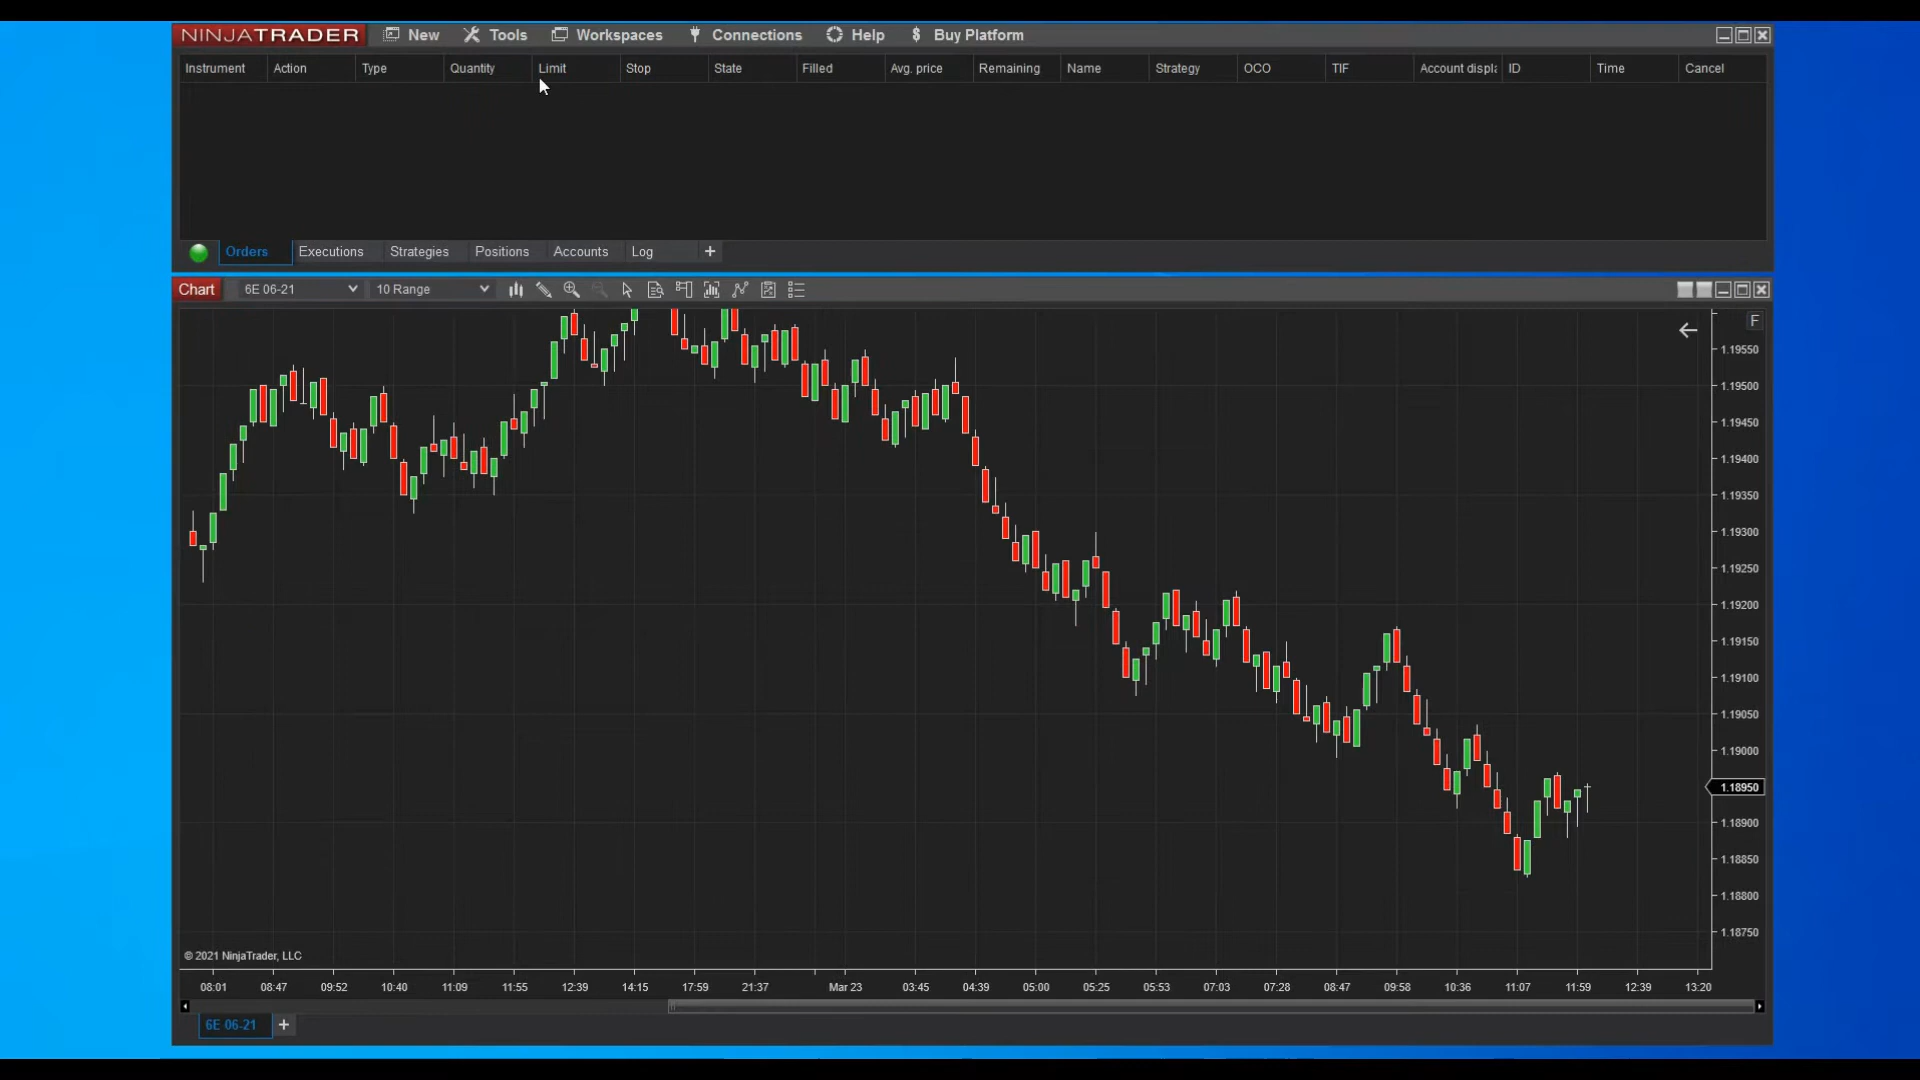 NINJATRADER New Tools Workspaces Connections Help $ Buy Platform
Instrument Action Type Quantity Limit Stop State Filled Avg. price Remaining Name Strategy OCO TIF Account displ ID Time Cancel
Orders Executions Strategies Positions Accounts Log +
Chart 6E 06-21 10 Range
F
1.19550
1.19500
1.19450
1.19400
1.19350
1.19300
1.19250
1.19200
1.19150
1.19100
1.19050
1.19000
1.18950
1.18900
1.18850
1.18800
1.18750
© 2021 NinjaTrader, LLC
08:01 08:47 09:52 10:40 11:09 11:55 12:39 14:15 17:59 21:37 Mar 23 03:45 04:39 05:00 05:25 05:53 07:03 07:28 08:47 09:58 10:36 11:07 11:59 12:39 13:20
6E 06-21 +